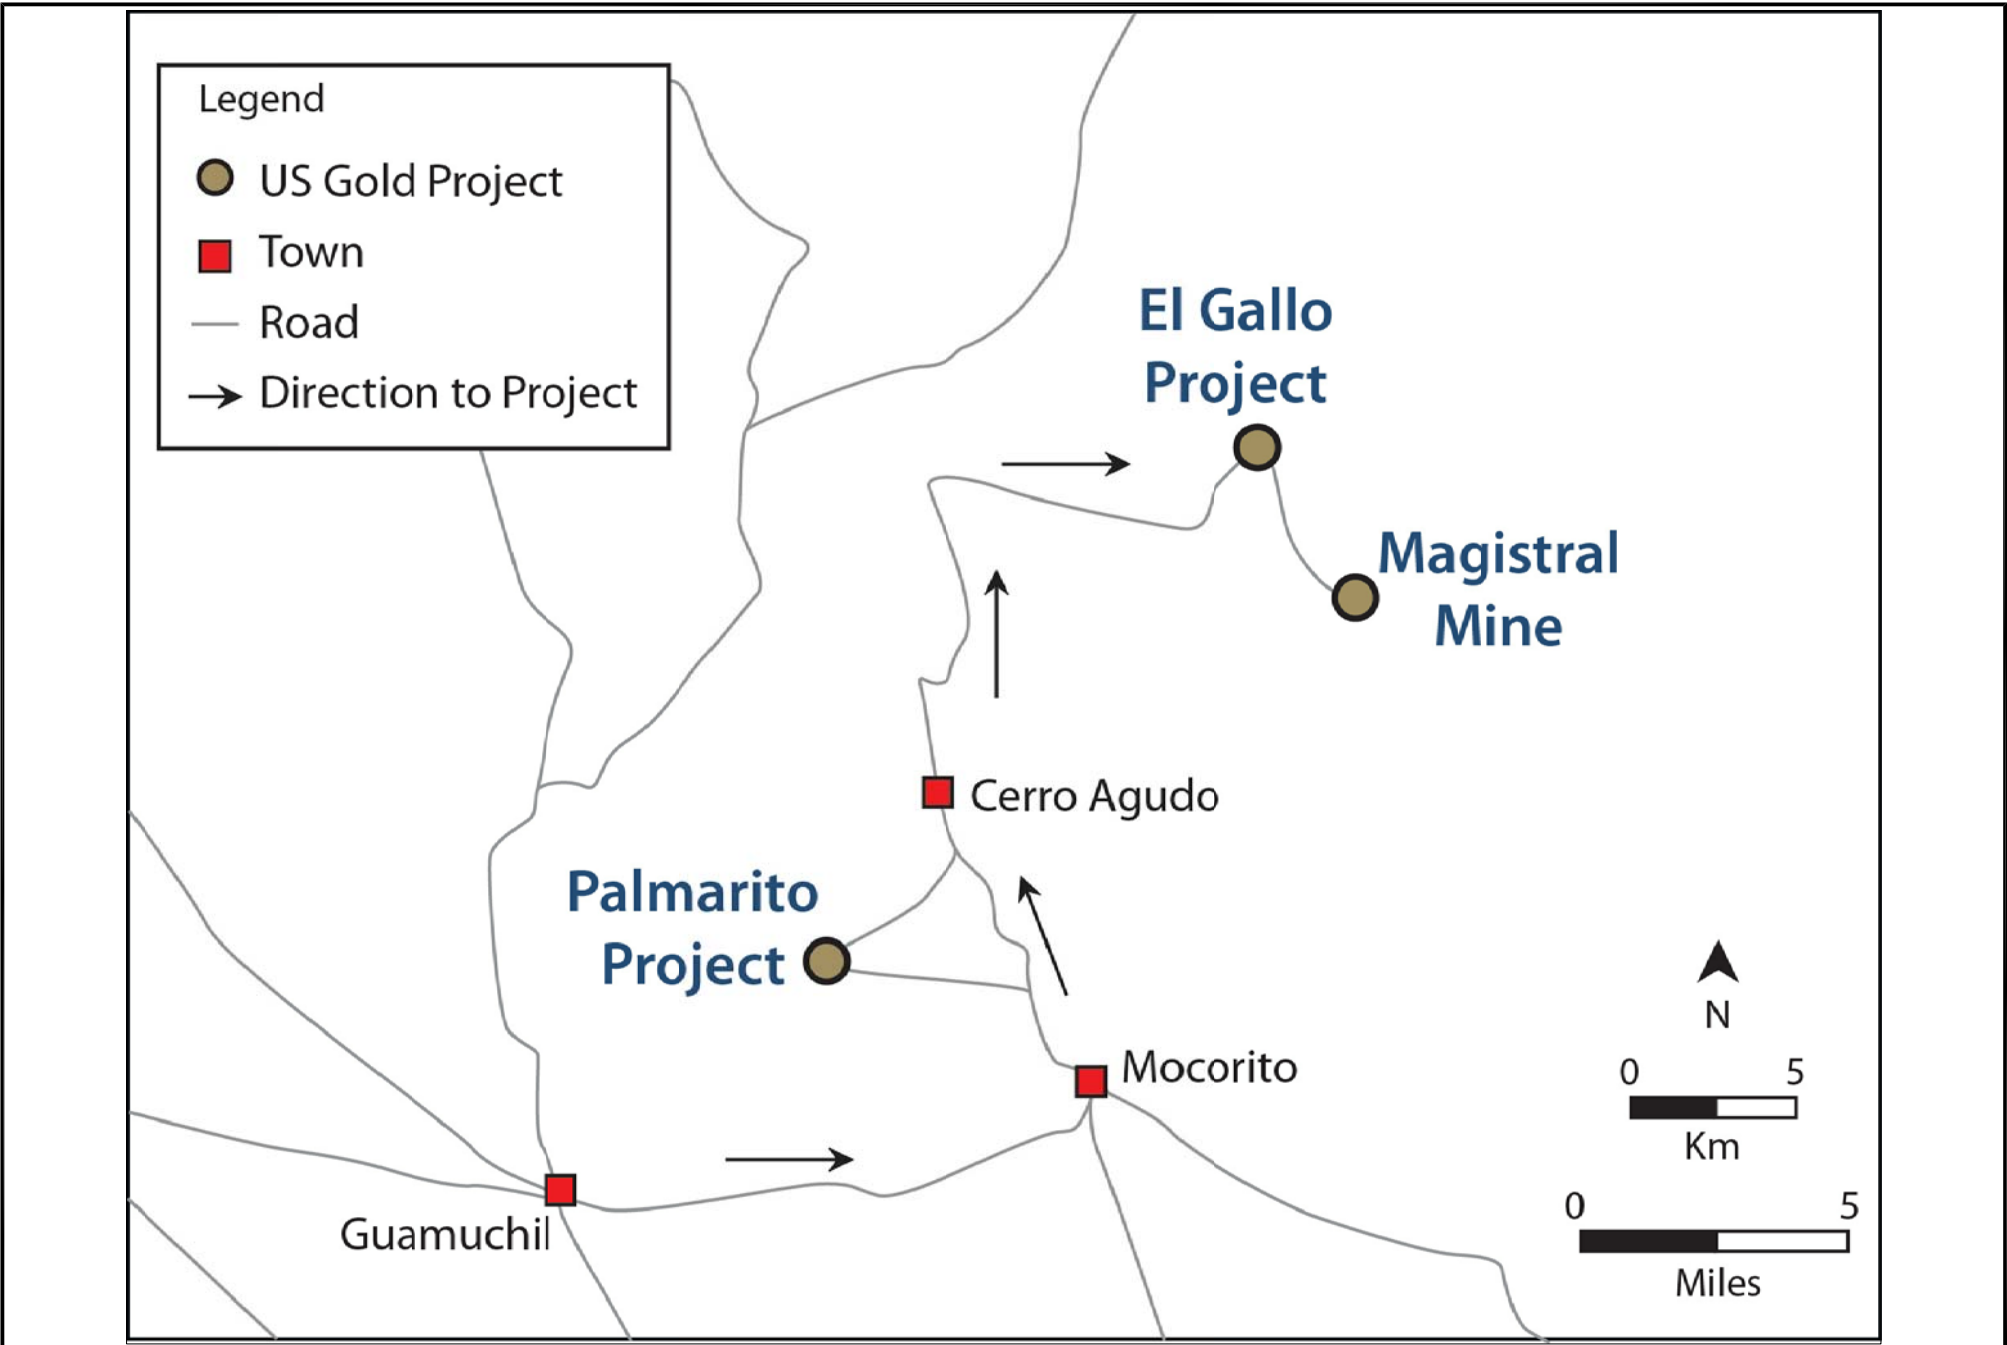 Legend
US Gold Project
Town
Road
Direction to Project
El Gallo
Project
Magistral
Mine
Cerro Agudo
Palmarito
Project
Mocorito
Guamuchil
N
0 5
Km
0 5
Miles